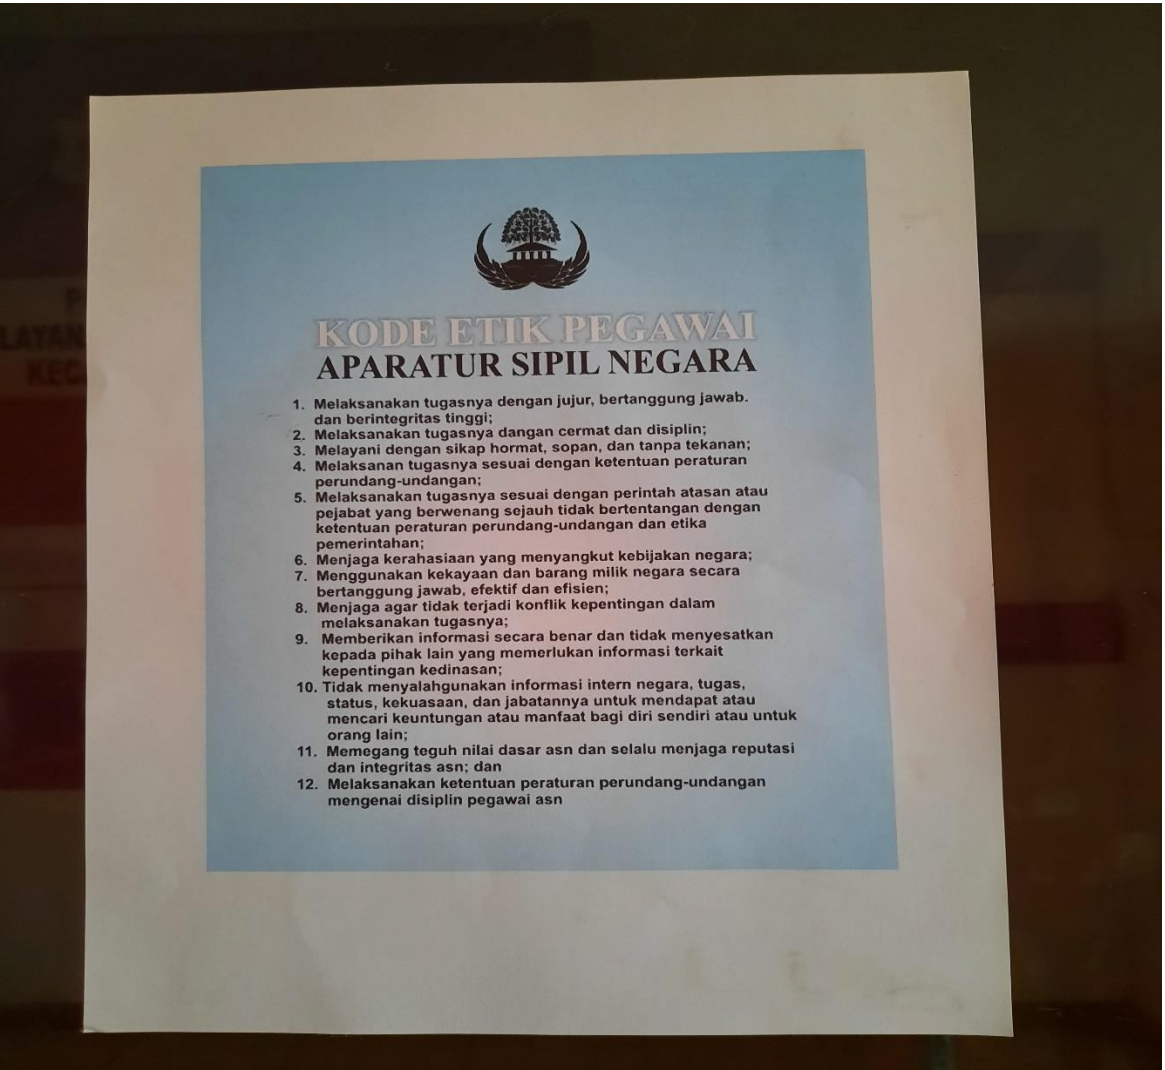 KODE ETIK PEGAWAI
APARATUR SIPIL NEGARA
1. Melaksanakan tugasnya dengan jujur, bertanggung jawab.
dan berintegritas tinggi;
2. Melaksanakan tugasnya dangan cermat dan disiplin;
3. Melayani dengan sikap hormat, sopan, dan tanpa tekanan;
4. Melaksanan tugasnya sesuai dengan ketentuan peraturan
perundang-undangan;
5. Melaksanakan tugasnya sesuai dengan perintah atasan atau
pejabat yang berwenang sejauh tidak bertentangan dengan
ketentuan peraturan perundang-undangan dan etika
pemerintahan;
6. Menjaga kerahasiaan yang menyangkut kebijakan negara;
7. Menggunakan kekayaan dan barang milik negara secara
bertanggung jawab, efektif dan efisien;
8. Menjaga agar tidak terjadi konflik kepentingan dalam
melaksanakan tugasnya;
9. Memberikan informasi secara benar dan tidak menyesatkan
kepada pihak lain yang memerlukan informasi terkait
kepentingan kedinasan;
10. Tidak menyalahgunakan informasi intern negara, tugas,
status, kekuasaan, dan jabatannya untuk mendapat atau
mencari keuntungan atau manfaat bagi diri sendiri atau untuk
orang lain;
11. Memegang teguh nilai dasar asn dan selalu menjaga reputasi
dan integritas asn; dan
12. Melaksanakan ketentuan peraturan perundang-undangan
mengenai disiplin pegawai asn